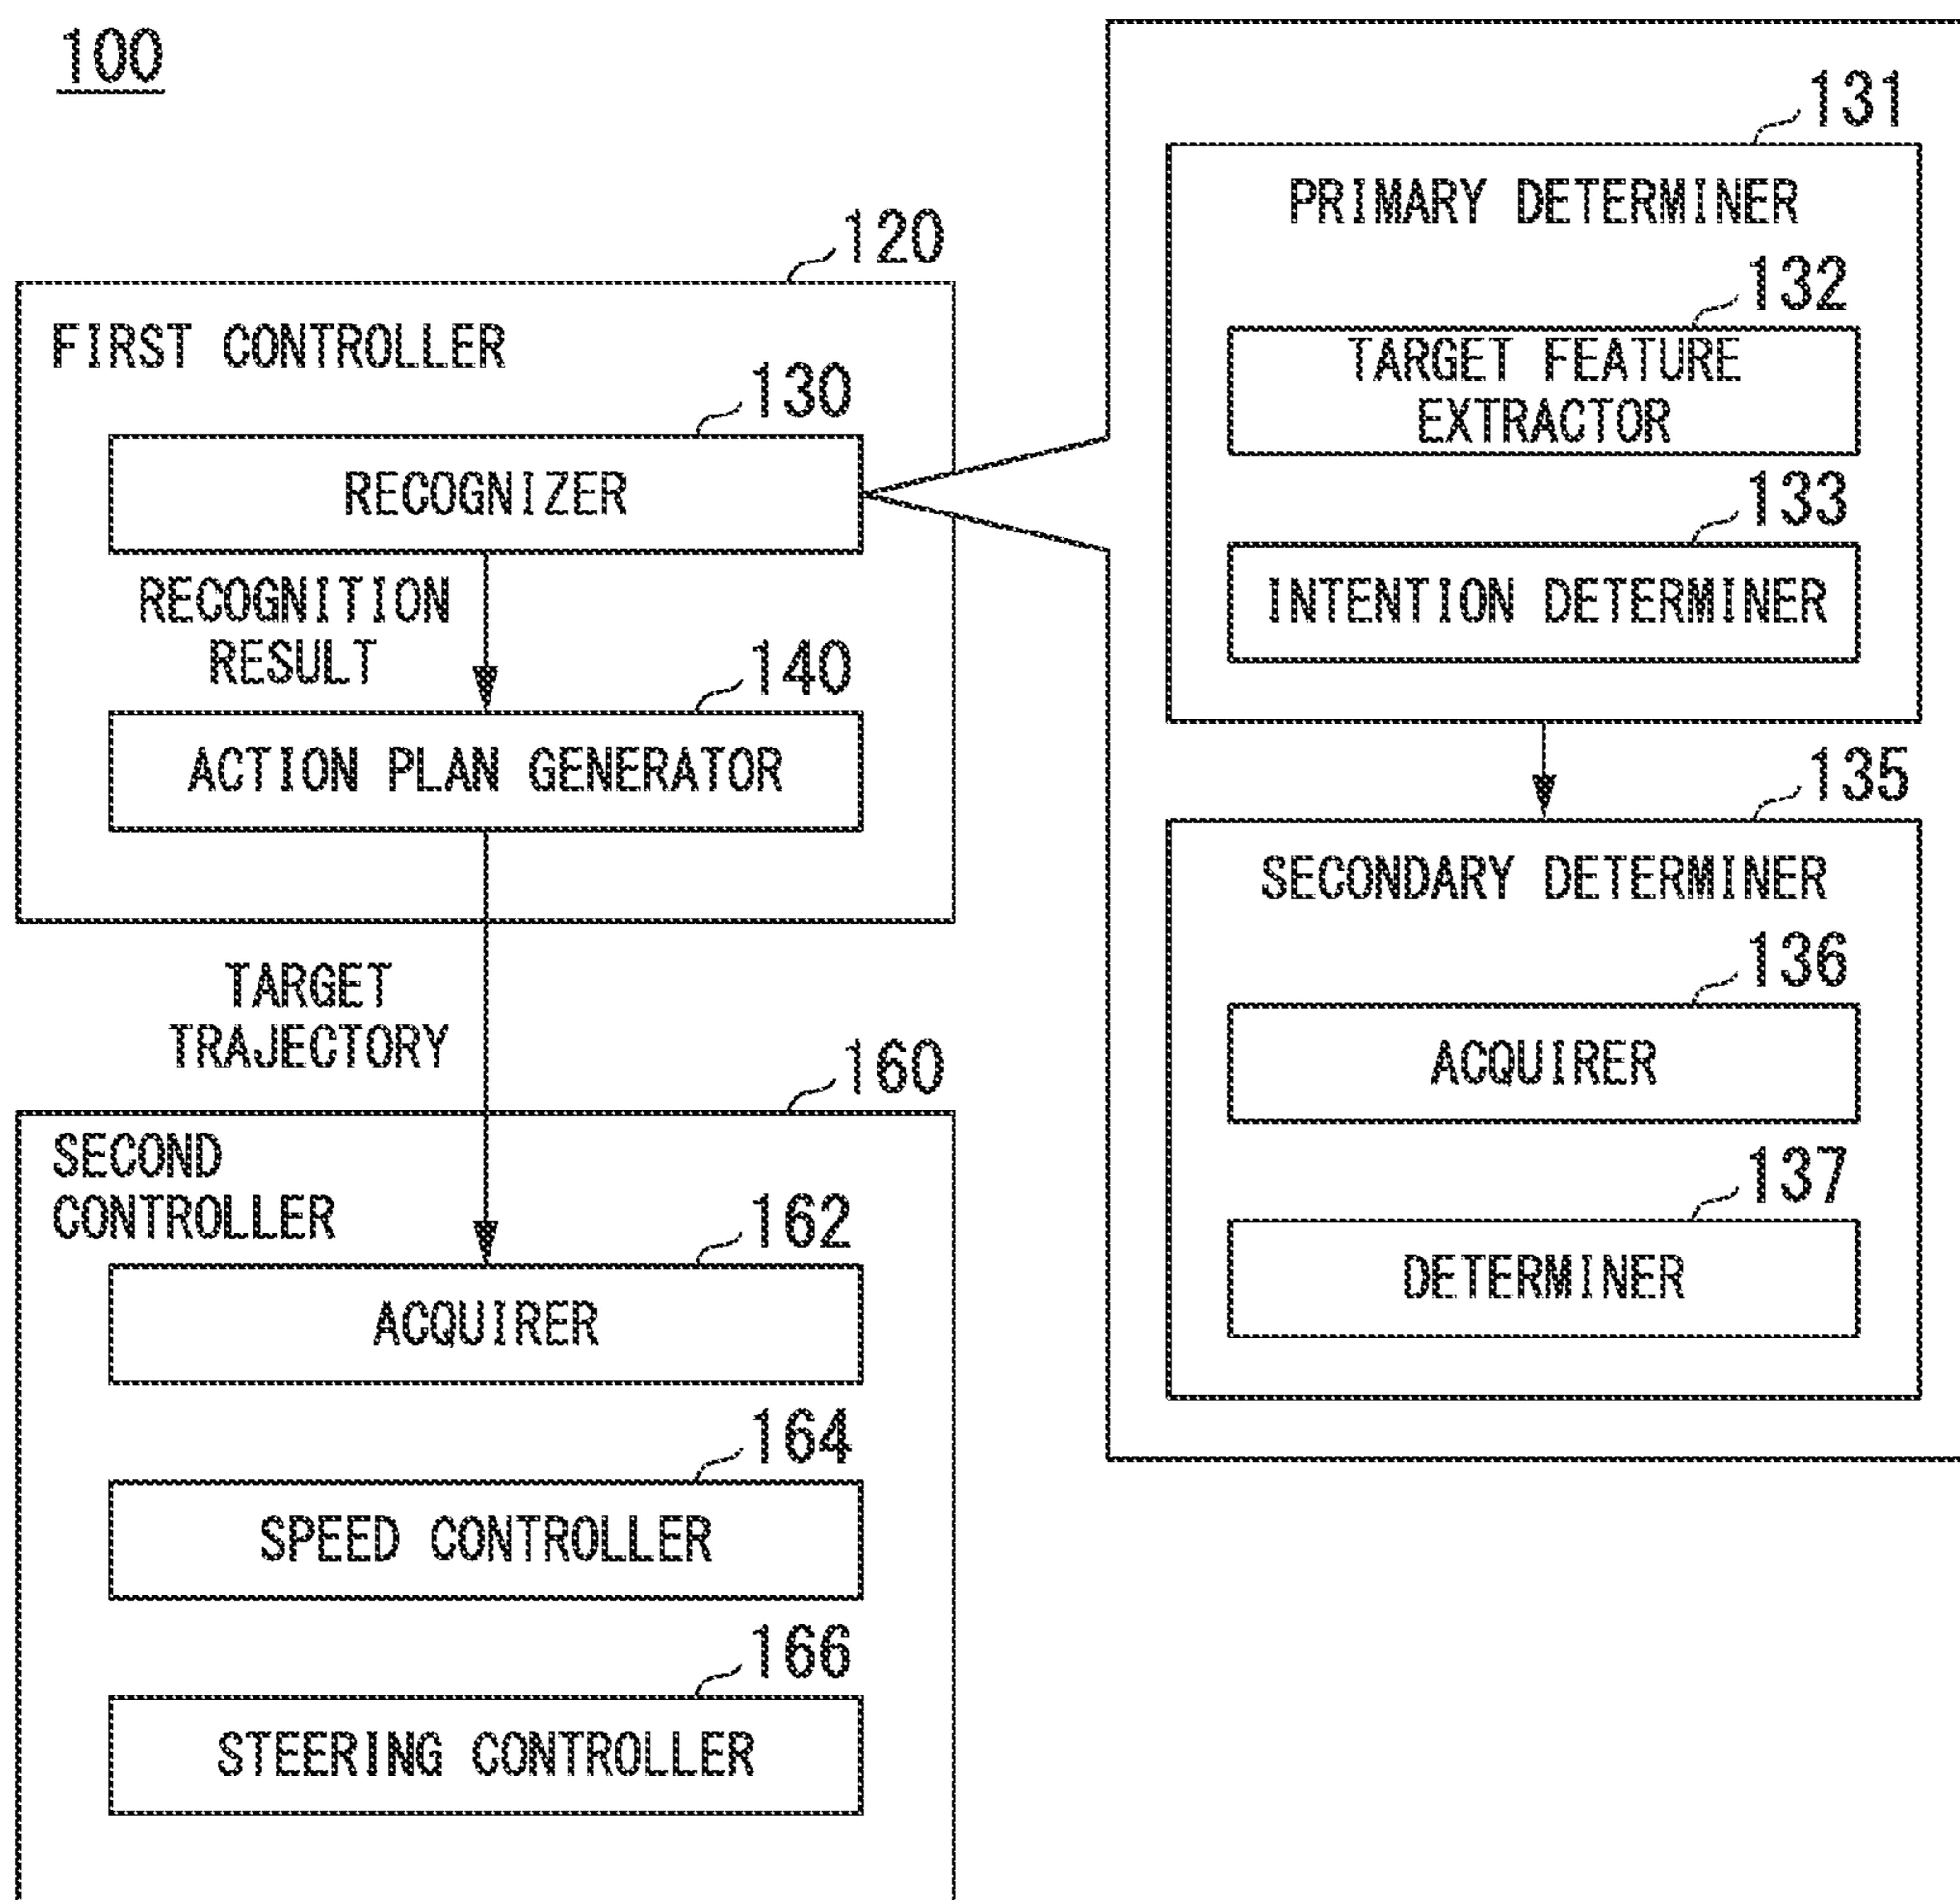 100
120
FIRST CONTROLLER
130
RECOGNIZER
RECOGNITION
RESULT
140
ACTION PLAN GENERATOR
TARGET
TRAJECTORY
160
SECOND
CONTROLLER
162
ACQUIRER
164
SPEED CONTROLLER
166
STEERING CONTROLLER
131
PRIMARY DETERMINER
132
TARGET FEATURE
EXTRACTOR
133
INTENTION DETERMINER
135
SECONDARY DETERMINER
136
ACQUIRER
137
DETERMINER